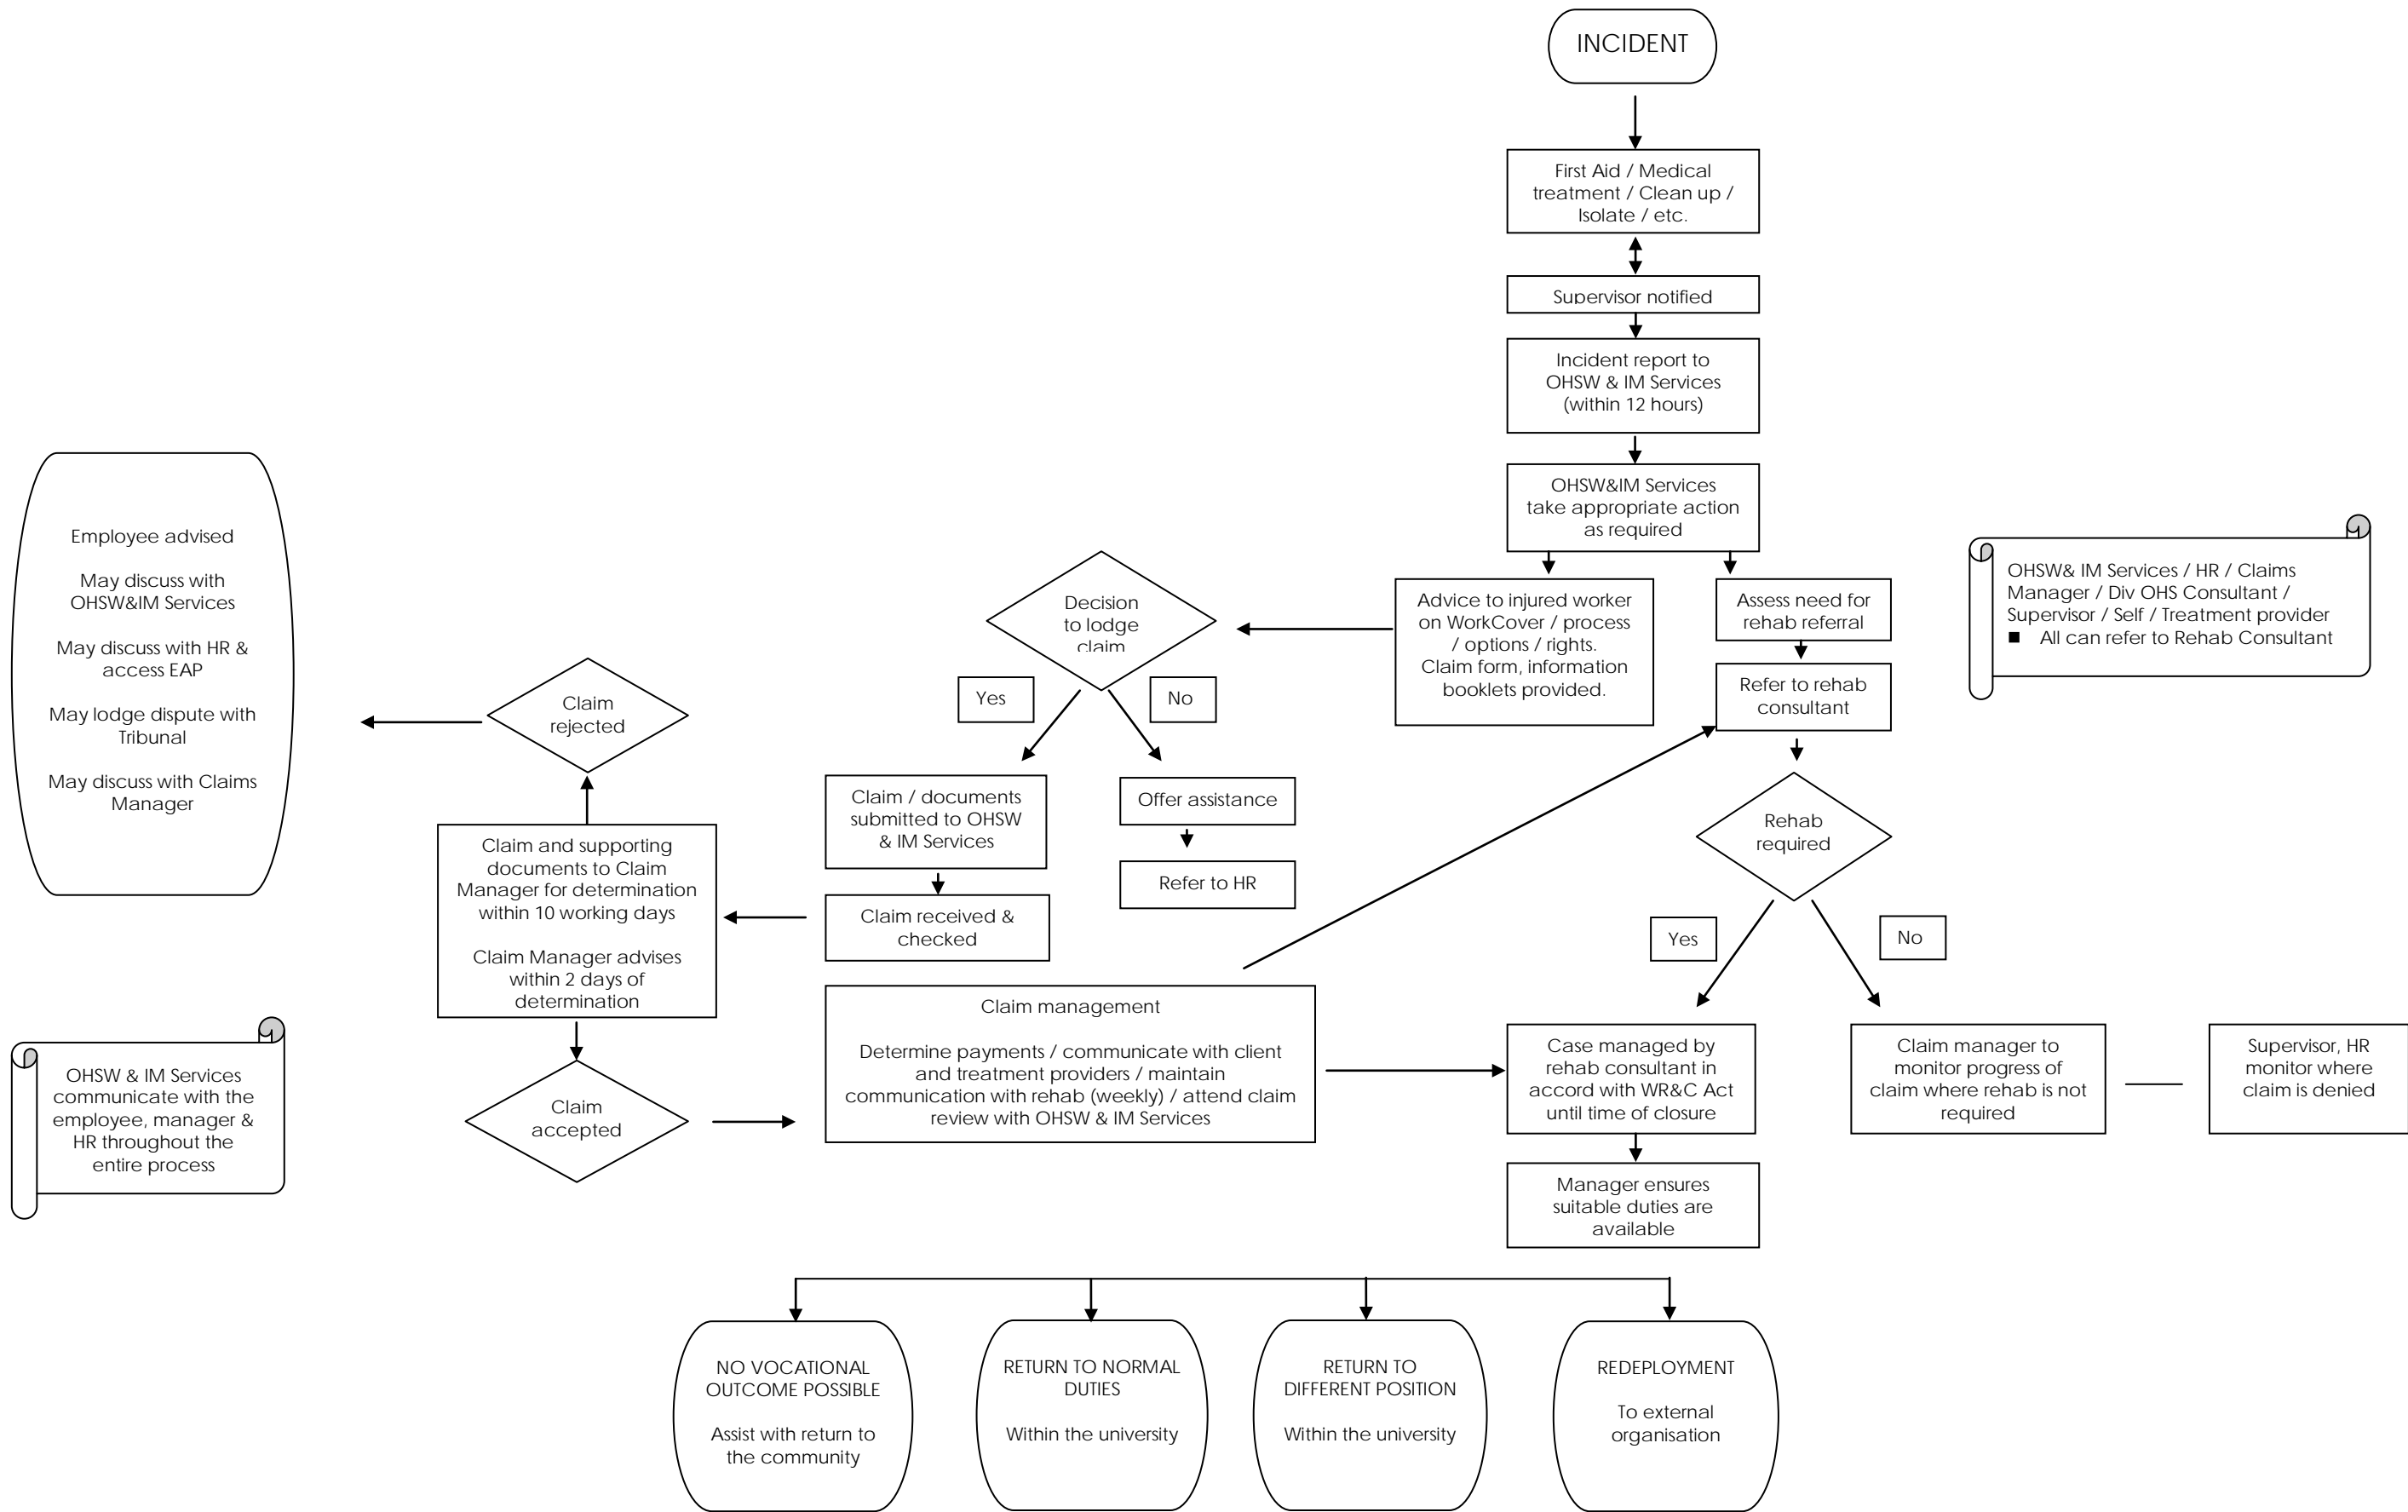 INCIDENT
First Aid / Medical
treatment / Clean up /
Isolate / etc.
Supervisor notified
Incident report to
OHSW & IM Services
(within 12 hours)
OHSW&IM Services
take appropriate action
as required
Advice to injured worker
on WorkCover / process
/ options / rights.
Claim form, information
booklets provided.
Assess need for
rehab referral
Refer to rehab
consultant
OHSW& IM Services / HR / Claims
Manager / Div OHS Consultant /
Supervisor / Self / Treatment provider
■ All can refer to Rehab Consultant
Decision
to lodge
claim
Yes
No
Claim / documents
submitted to OHSW
& IM Services
Offer assistance
Refer to HR
Claim received &
checked
Claim and supporting
documents to Claim
Manager for determination
within 10 working days
Claim Manager advises
within 2 days of
determination
Claim
rejected
Employee advised
May discuss with
OHSW&IM Services
May discuss with HR &
access EAP
May lodge dispute with
Tribunal
May discuss with Claims
Manager
OHSW & IM Services
communicate with the
employee, manager &
HR throughout the
entire process
Claim
accepted
Claim management
Determine payments / communicate with client
and treatment providers / maintain
communication with rehab (weekly) / attend claim
review with OHSW & IM Services
Rehab
required
Yes
No
Case managed by
rehab consultant in
accord with WR&C Act
until time of closure
Claim manager to
monitor progress of
claim where rehab is not
required
Supervisor, HR
monitor where
claim is denied
Manager ensures
suitable duties are
available
NO VOCATIONAL
OUTCOME POSSIBLE
Assist with return to
the community
RETURN TO NORMAL
DUTIES
Within the university
RETURN TO
DIFFERENT POSITION
Within the university
REDEPLOYMENT
To external
organisation